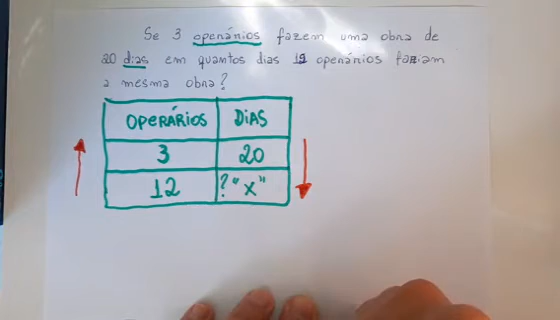 Se 3 operários fazem uma obra de
20 dias em quantos dias 12 operários fariam
a mesma obra?
OPERÁRIOS DIAS
3 20
12 ? "x"